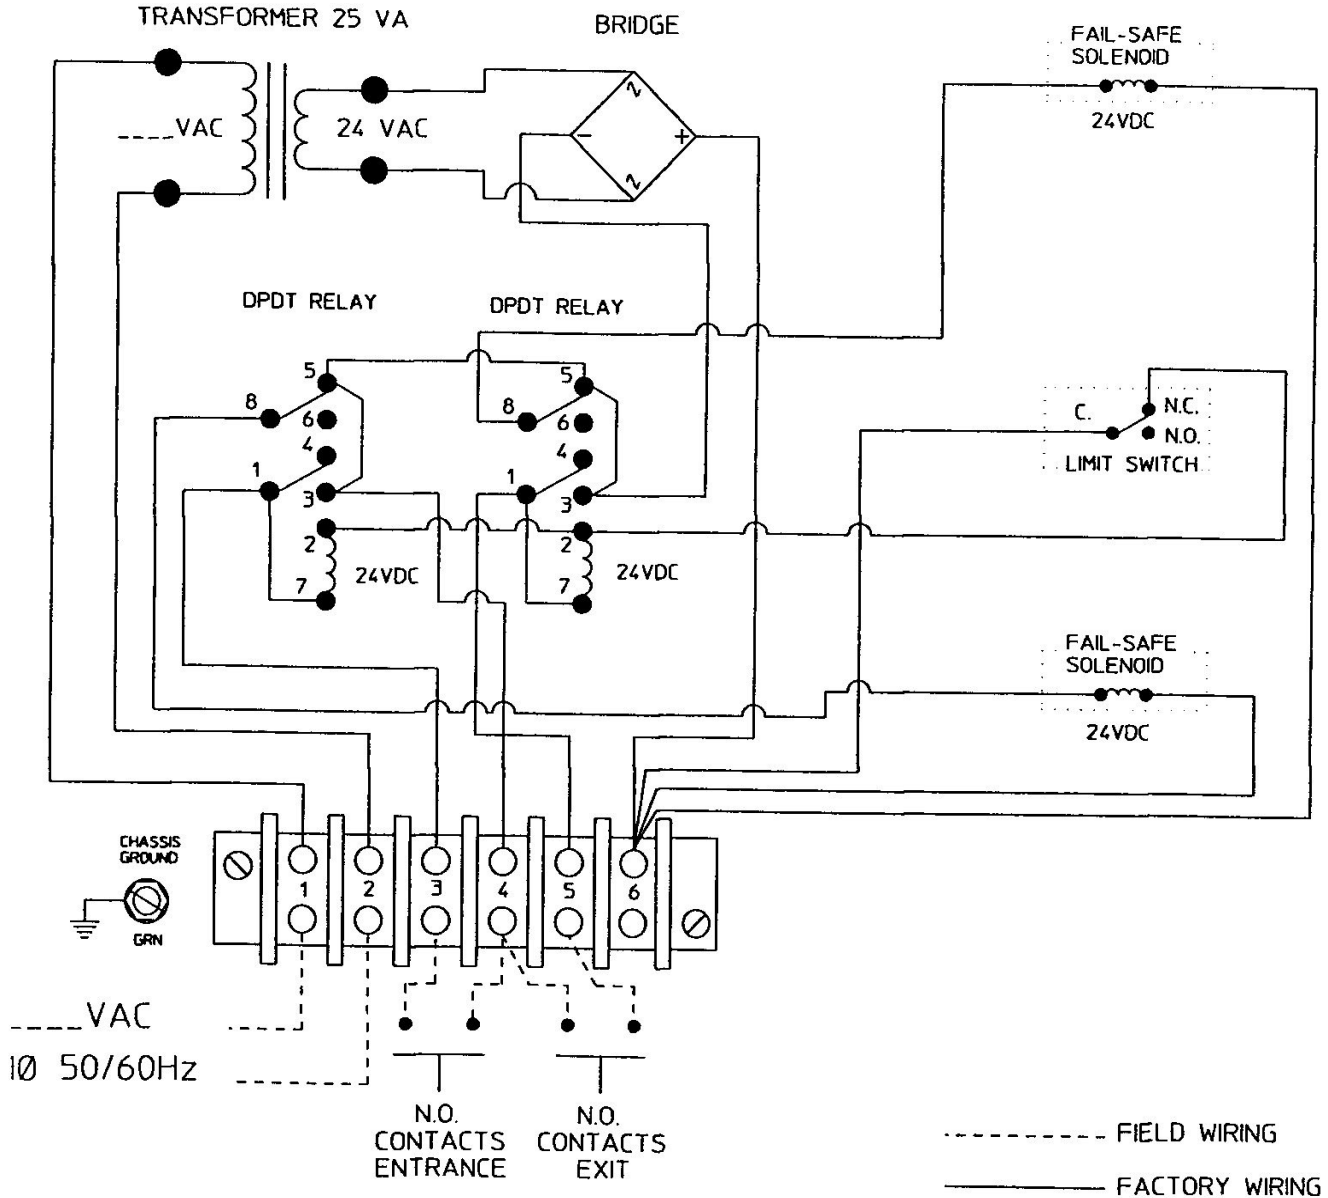 TRANSFORMER 25 VA
BRIDGE
FAIL-SAFE
SOLENOID
24VDC
____VAC
24 VAC
-
+
DPDT RELAY
DPDT RELAY
5
8
6
4
1
3
2
7
24VDC
5
8
6
4
1
3
2
7
24VDC
C.
N.C.
N.O.
LIMIT SWITCH
FAIL-SAFE
SOLENOID
24VDC
CHASSIS
GROUND
GRN
1 2 3 4 5 6
____VAC
1Ø 50/60Hz
N.O.
CONTACTS
ENTRANCE
N.O.
CONTACTS
EXIT
FIELD WIRING
FACTORY WIRING